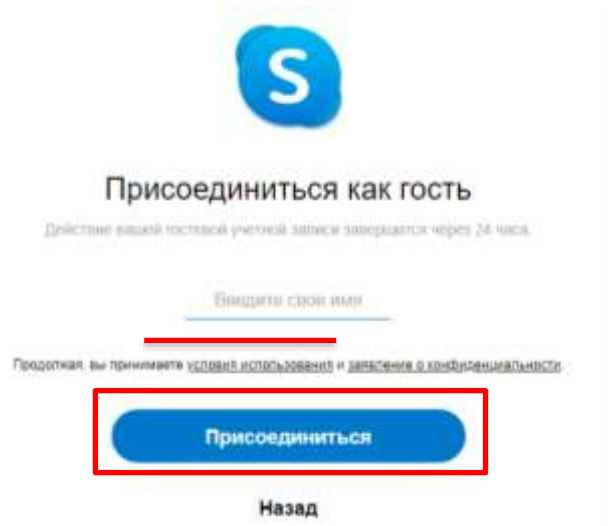 S
Присоединиться как гость
Действие вашей гостевой учетной записи завершится через 24 часа.
Введите свое имя
Продолжая, вы принимаете условия использования и заявление о конфиденциальности.
Присоединиться
Назад